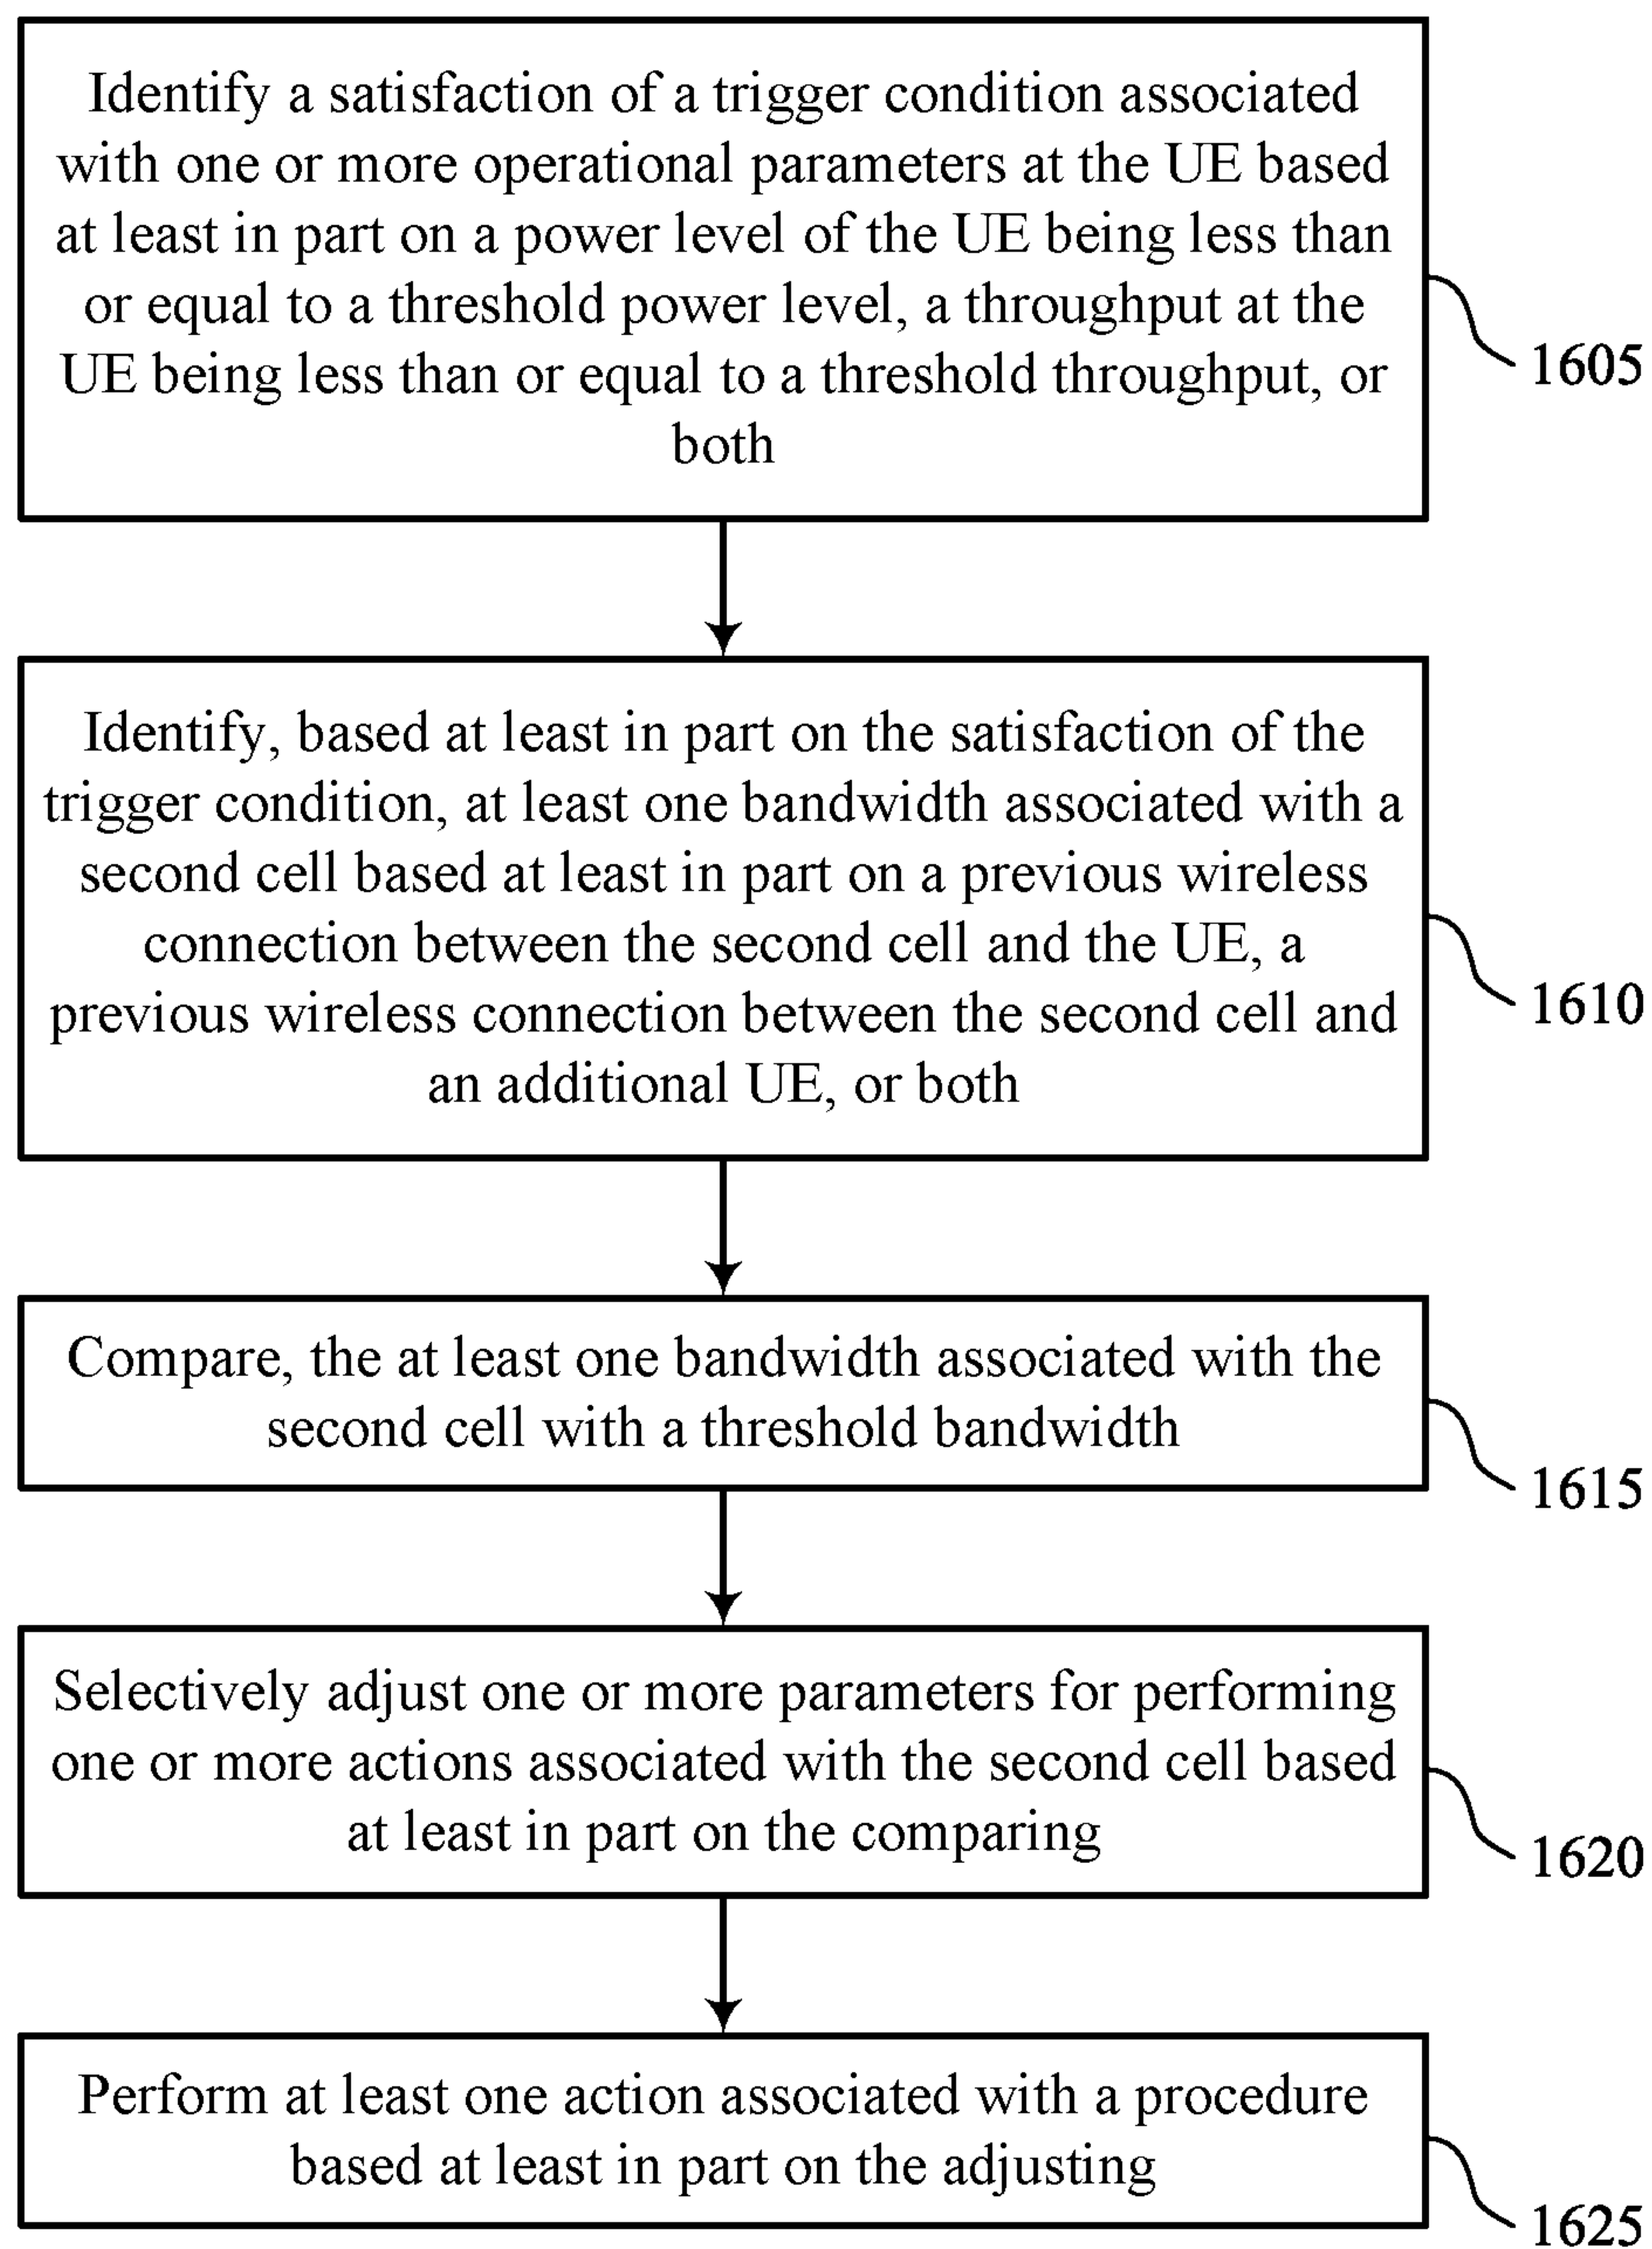 Identify a satisfaction of a trigger condition associated
with one or more operational parameters at the UE based
at least in part on a power level of the UE being less than
or equal to a threshold power level, a throughput at the
UE being less than or equal to a threshold throughput, or
both
1605
Identify, based at least in part on the satisfaction of the
trigger condition, at least one bandwidth associated with a
second cell based at least in part on a previous wireless
connection between the second cell and the UE, a
previous wireless connection between the second cell and
an additional UE, or both
1610
Compare, the at least one bandwidth associated with the
second cell with a threshold bandwidth
1615
Selectively adjust one or more parameters for performing
one or more actions associated with the second cell based
at least in part on the comparing
1620
Perform at least one action associated with a procedure
based at least in part on the adjusting
1625